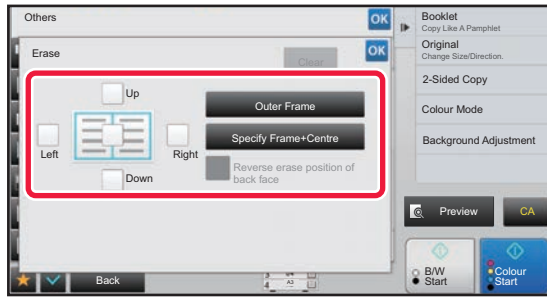 Others
OK
Erase
Clear
OK
Up
Left
Right
Down
Outer Frame
Specify Frame+Centre
Reverse erase position of
back face
Back
A3
4
Booklet
Copy Like A Pamphlet
Original
Change Size/Direction.
2-Sided Copy
Colour Mode
Background Adjustment
Preview
CA
B/W
Start
Colour
Start